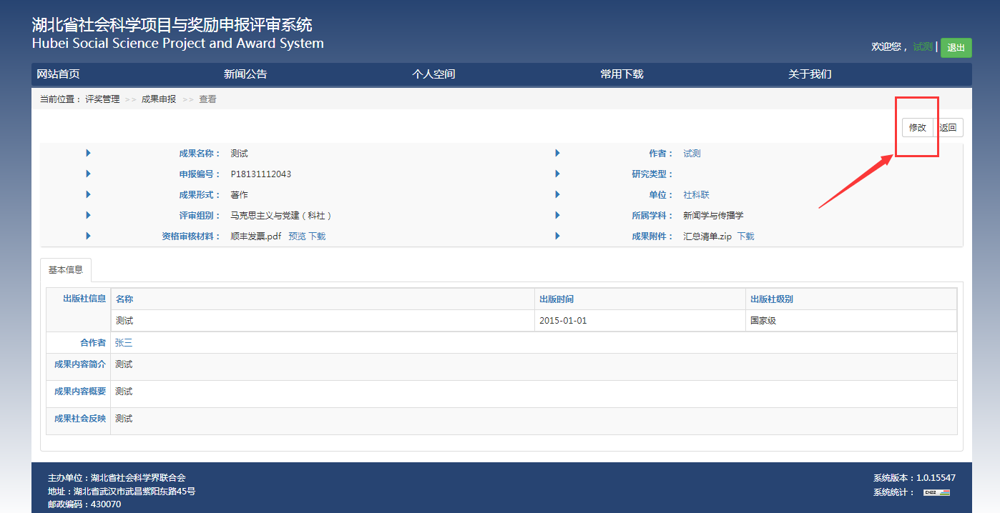 湖北省社会科学项目与奖励申报评审系统
Hubei Social Science Project and Award System
欢迎您， 试测 | 退出
网站首页 新闻公告 个人空间 常用下载 关于我们
当前位置： 评奖管理 >> 成果申报 >> 查看
修改 返回
成果名称： 测试 作者： 试测
申报编号： P18131112043 研究类型：
成果形式： 著作 单位： 社科联
评审组别： 马克思主义与党建（科社） 所属学科： 新闻学与传播学
资格审核材料： 顺丰发票.pdf 预览 下载 成果附件： 汇总清单.zip 下载
基本信息
出版社信息 名称 出版时间 出版社级别
测试 2015-01-01 国家级
合作者 张三
成果内容简介 测试
成果内容概要 测试
成果社会反映 测试
主办单位：湖北省社会科学界联合会 系统版本：1.0.15547
地址：湖北省武汉市武昌紫阳东路45号 系统统计： CNZZ
邮政编码：430070